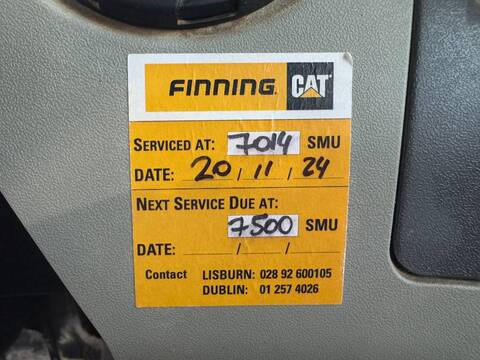 FINNING. CAT
SERVICED AT: 7014 SMU
DATE: 20 / 11 / 24
NEXT SERVICE DUE AT:
7500 SMU
DATE: / /
Contact LISBURN: 028 92 600105
DUBLIN: 01 257 4026